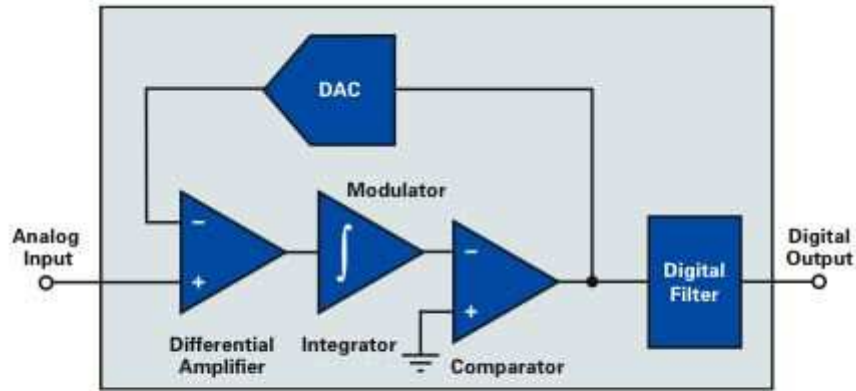 DAC
Modulator
Analog
Input
−
+
∫
−
+
Digital
Filter
Digital
Output
Differential
Amplifier
Integrator
Comparator